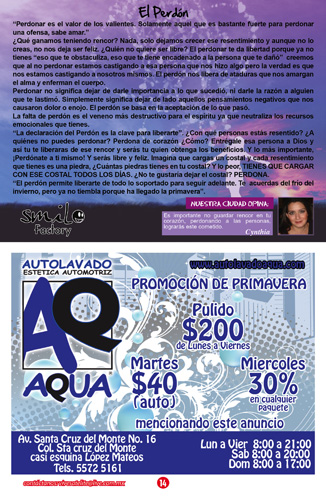 El Perdón
"Perdonar es el valor de los valientes. Solamente aquel que es bastante fuerte para perdonar
una ofensa, sabe amar."
¿Qué ganamos teniendo rencor? Nada, solo dejamos crecer ese resentimiento y aunque no lo
creas, no nos deja ser feliz. ¿Quién no quiere ser libre? El perdonar te da libertad porque ya no
tienes "eso que te obstaculiza, eso que te tiene encadenado a la persona que te daño" creemos
que al no perdonar estamos castigando a esa persona que nos hizo algo pero la verdad es que
nos estamos castigando a nosotros mismos. El perdón nos libera de ataduras que nos amargan
el alma y enferman el cuerpo.
Perdonar no significa dejar de darle importancia a lo que sucedió, ni darle la razón a alguien
que te lastimó. Simplemente significa dejar de lado aquellos pensamientos negativos que nos
causaron dolor o enojo. El perdón se basa en la aceptación de lo que pasó.
La falta de perdón es el veneno más destructivo para el espíritu ya que neutraliza los recursos
emocionales que tienes.
"La declaración del Perdón es la clave para liberarte". ¿Con que personas estás resentido? ¿A
quiénes no puedes perdonar? Perdona de corazón ¿Cómo? Entrégale esa persona a Dios y
así tu te liberaras de ese rencor y serás tu quien obtenga los beneficios. Y lo más importante.
¡Perdónate a ti mismo! Y serás libre y feliz. Imagina que cargas un costal y cada resentimiento
que tienes es una piedra. ¿Cuántas piedras tienes en tu costal? Y lo peor, TIENES QUE CARGAR
CON ESE COSTAL TODOS LOS DÍAS. ¿No te gustaría dejar el costal? PERDONA.
"El perdón permite liberarte de todo lo soportado para seguir adelante. Te acuerdas del frío del
invierno, pero ya no tiembla porque ha llegado la primavera".
smile
Factory
NUESTRA CIUDAD OPINA:
Es importante no guardar rencor en tu
corazón, perdonando a las personas,
lograrás este cometido.
Cynthia
AUTOLAVADO
ESTETICA AUTOMOTRIZ
AQUA
www.autolavadoaqua.com
PROMOCIÓN DE PRIMAVERA
Pulido
$200
de Lunes a Viernes
Martes
$40
(auto)
Miercoles
30%
en cualquier
paquete
mencionando este anuncio
Av. Santa Cruz del Monte No. 16
Col. Sta cruz del Monte
casi esquina López Mateos
Tels. 5572 5161
Lun a Vier 8:00 a 21:00
Sab 8:00 a 20:00
Dom 8:00 a 17:00
14